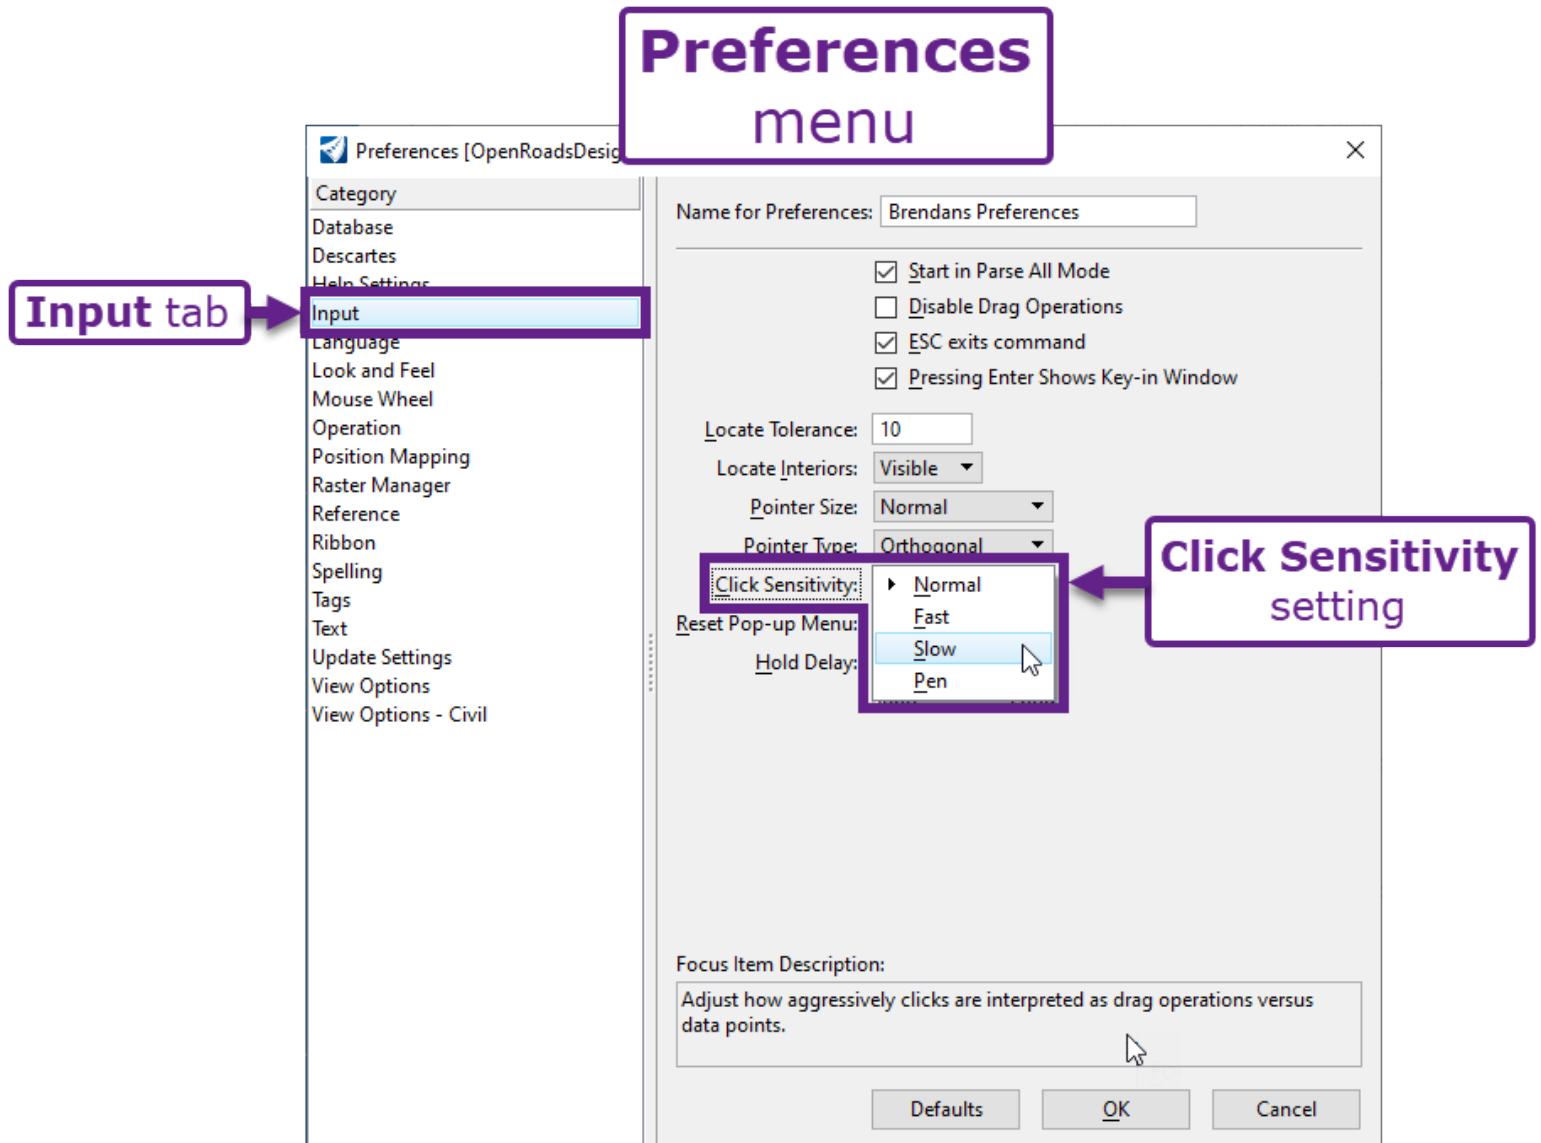 Preferences
menu
Preferences [OpenRoadsDesig
Category
Database
Descartes
Help Settings
Input
Language
Look and Feel
Mouse Wheel
Operation
Position Mapping
Raster Manager
Reference
Ribbon
Spelling
Tags
Text
Update Settings
View Options
View Options - Civil
Input tab
Name for Preferences: Brendans Preferences
Start in Parse All Mode
Disable Drag Operations
ESC exits command
Pressing Enter Shows Key-in Window
Locate Tolerance: 10
Locate Interiors: Visible
Pointer Size: Normal
Pointer Type: Orthogonal
Click Sensitivity: Normal
Fast
Slow
Pen
Reset Pop-up Menu:
Hold Delay:
Click Sensitivity
setting
Focus Item Description:
Adjust how aggressively clicks are interpreted as drag operations versus
data points.
Defaults
OK
Cancel